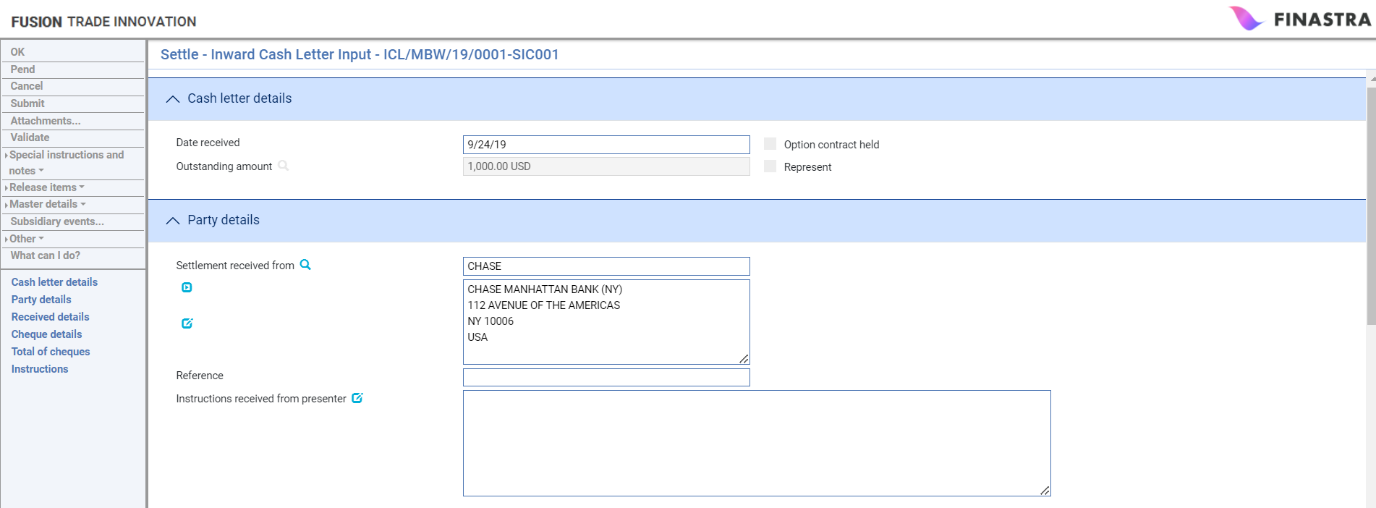 FUSION TRADE INNOVATION
FINASTRA
OK
Pend
Cancel
Submit
Attachments...
Validate
Special instructions and
notes
Release items
Master details
Subsidiary events...
Other
What can I do?
Cash letter details
Party details
Received details
Cheque details
Total of cheques
Instructions
Settle - Inward Cash Letter Input - ICL/MBW/19/0001-SIC001
Cash letter details
Date received 9/24/19 Option contract held
Outstanding amount 1,000.00 USD Represent
Party details
Settlement received from CHASE
CHASE MANHATTAN BANK (NY)
112 AVENUE OF THE AMERICAS
NY 10006
USA
Reference
Instructions received from presenter